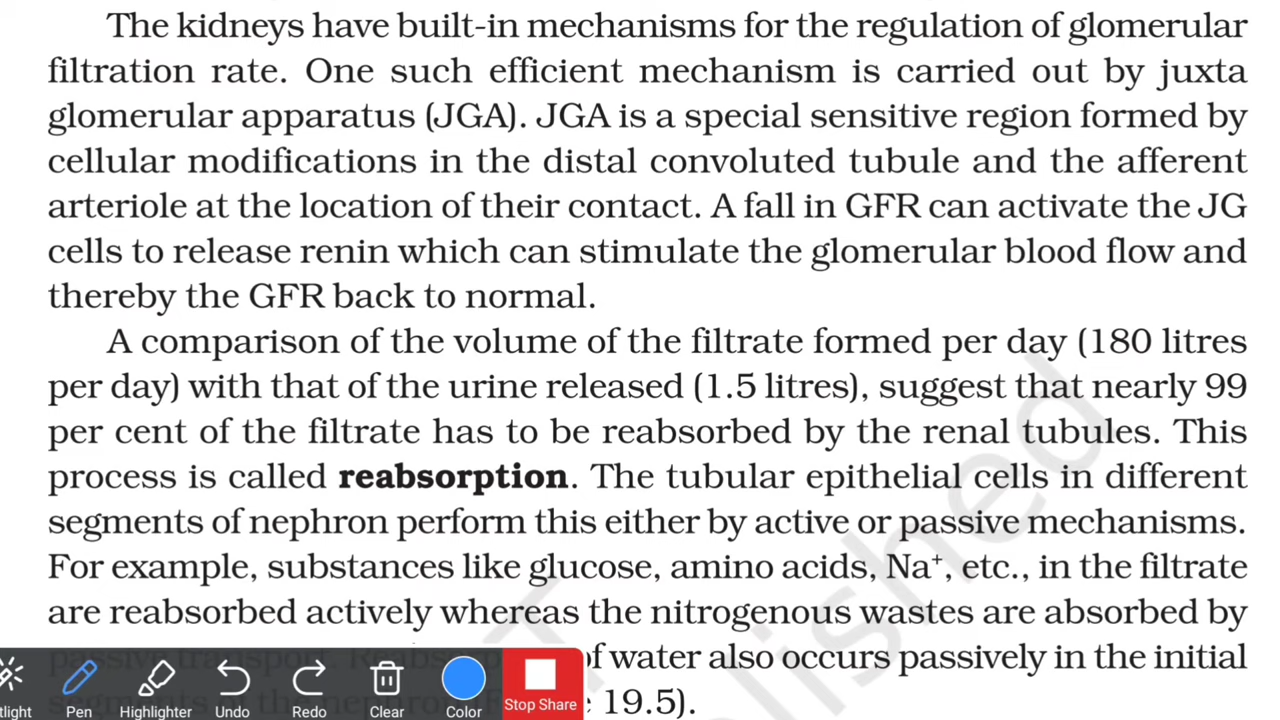 The kidneys have built-in mechanisms for the regulation of glomerular
filtration rate. One such efficient mechanism is carried out by juxta
glomerular apparatus (JGA). JGA is a special sensitive region formed by
cellular modifications in the distal convoluted tubule and the afferent
arteriole at the location of their contact. A fall in GFR can activate the JG
cells to release renin which can stimulate the glomerular blood flow and
thereby the GFR back to normal.
A comparison of the volume of the filtrate formed per day (180 litres
per day) with that of the urine released (1.5 litres), suggest that nearly 99
per cent of the filtrate has to be reabsorbed by the renal tubules. This
process is called reabsorption. The tubular epithelial cells in different
segments of nephron perform this either by active or passive mechanisms.
For example, substances like glucose, amino acids, Na⁺, etc., in the filtrate
are reabsorbed actively whereas the nitrogenous wastes are absorbed by
passive transport. of water also occurs passively in the initial
segments of the nephron 19.5).
tlight Pen Highlighter Undo Redo Clear Color Stop Share
lished